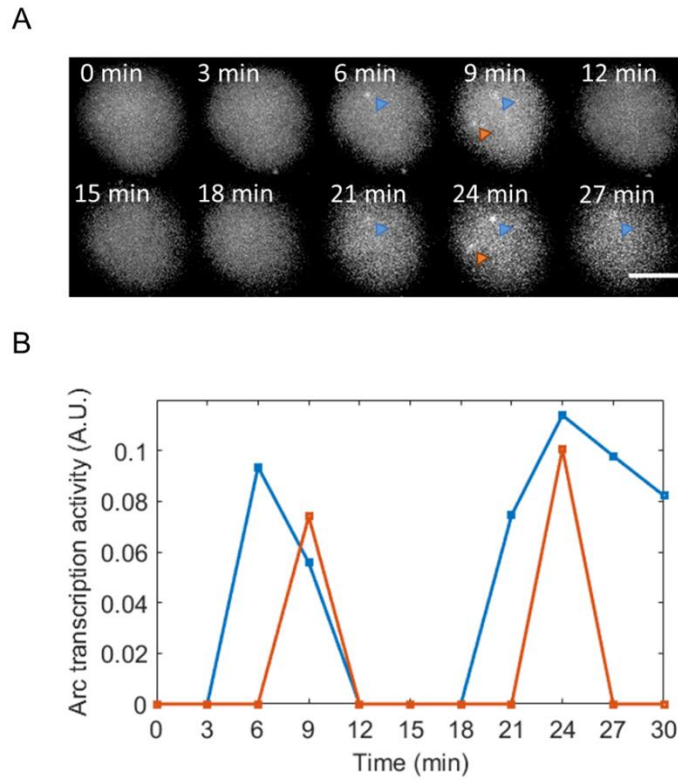 A
0 min 3 min 6 min 9 min 12 min
15 min 18 min 21 min 24 min 27 min
B
Arc transcription activity (A.U.)
0.1
0.08
0.06
0.04
0.02
0
0 3 6 9 12 15 18 21 24 27 30
Time (min)